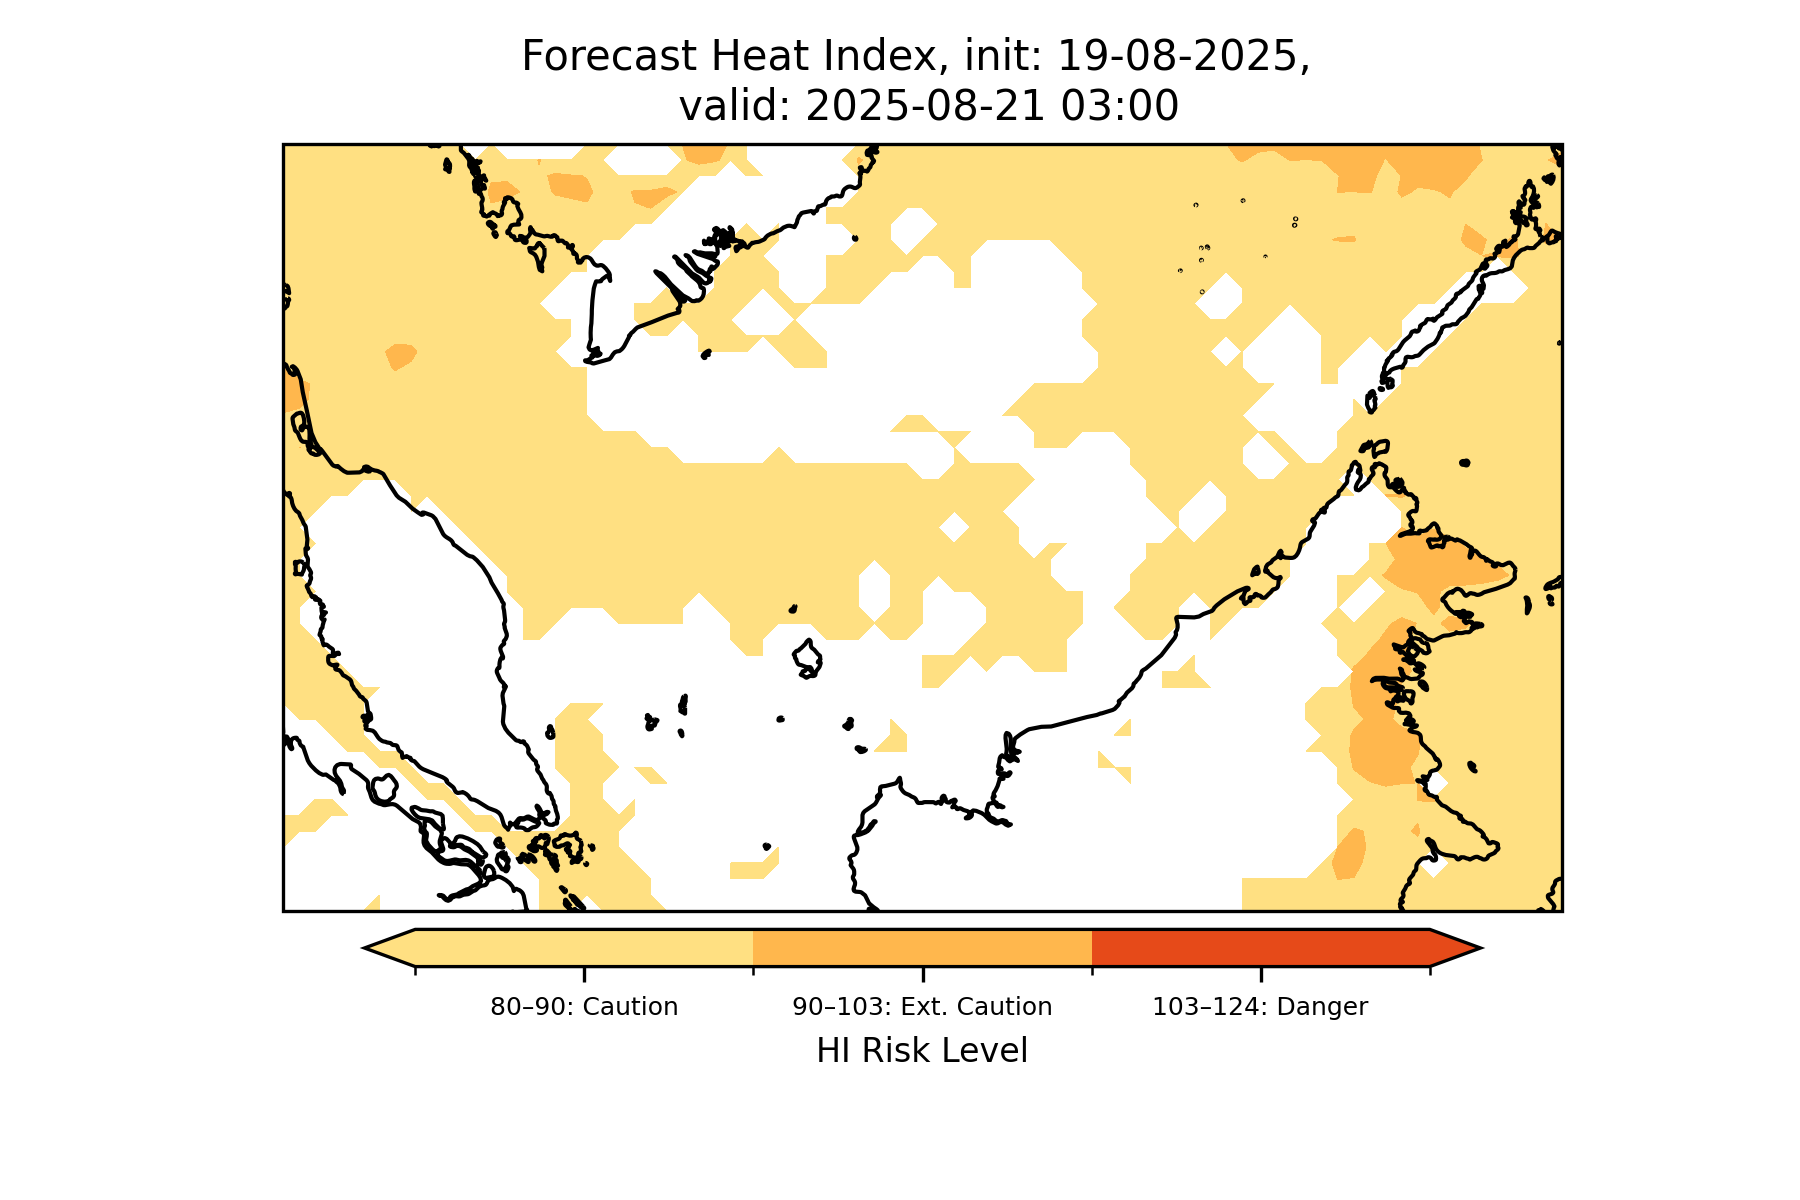 Forecast Heat Index, init: 19-08-2025,
valid: 2025-08-21 03:00
80–90: Caution
90–103: Ext. Caution
103–124: Danger
HI Risk Level